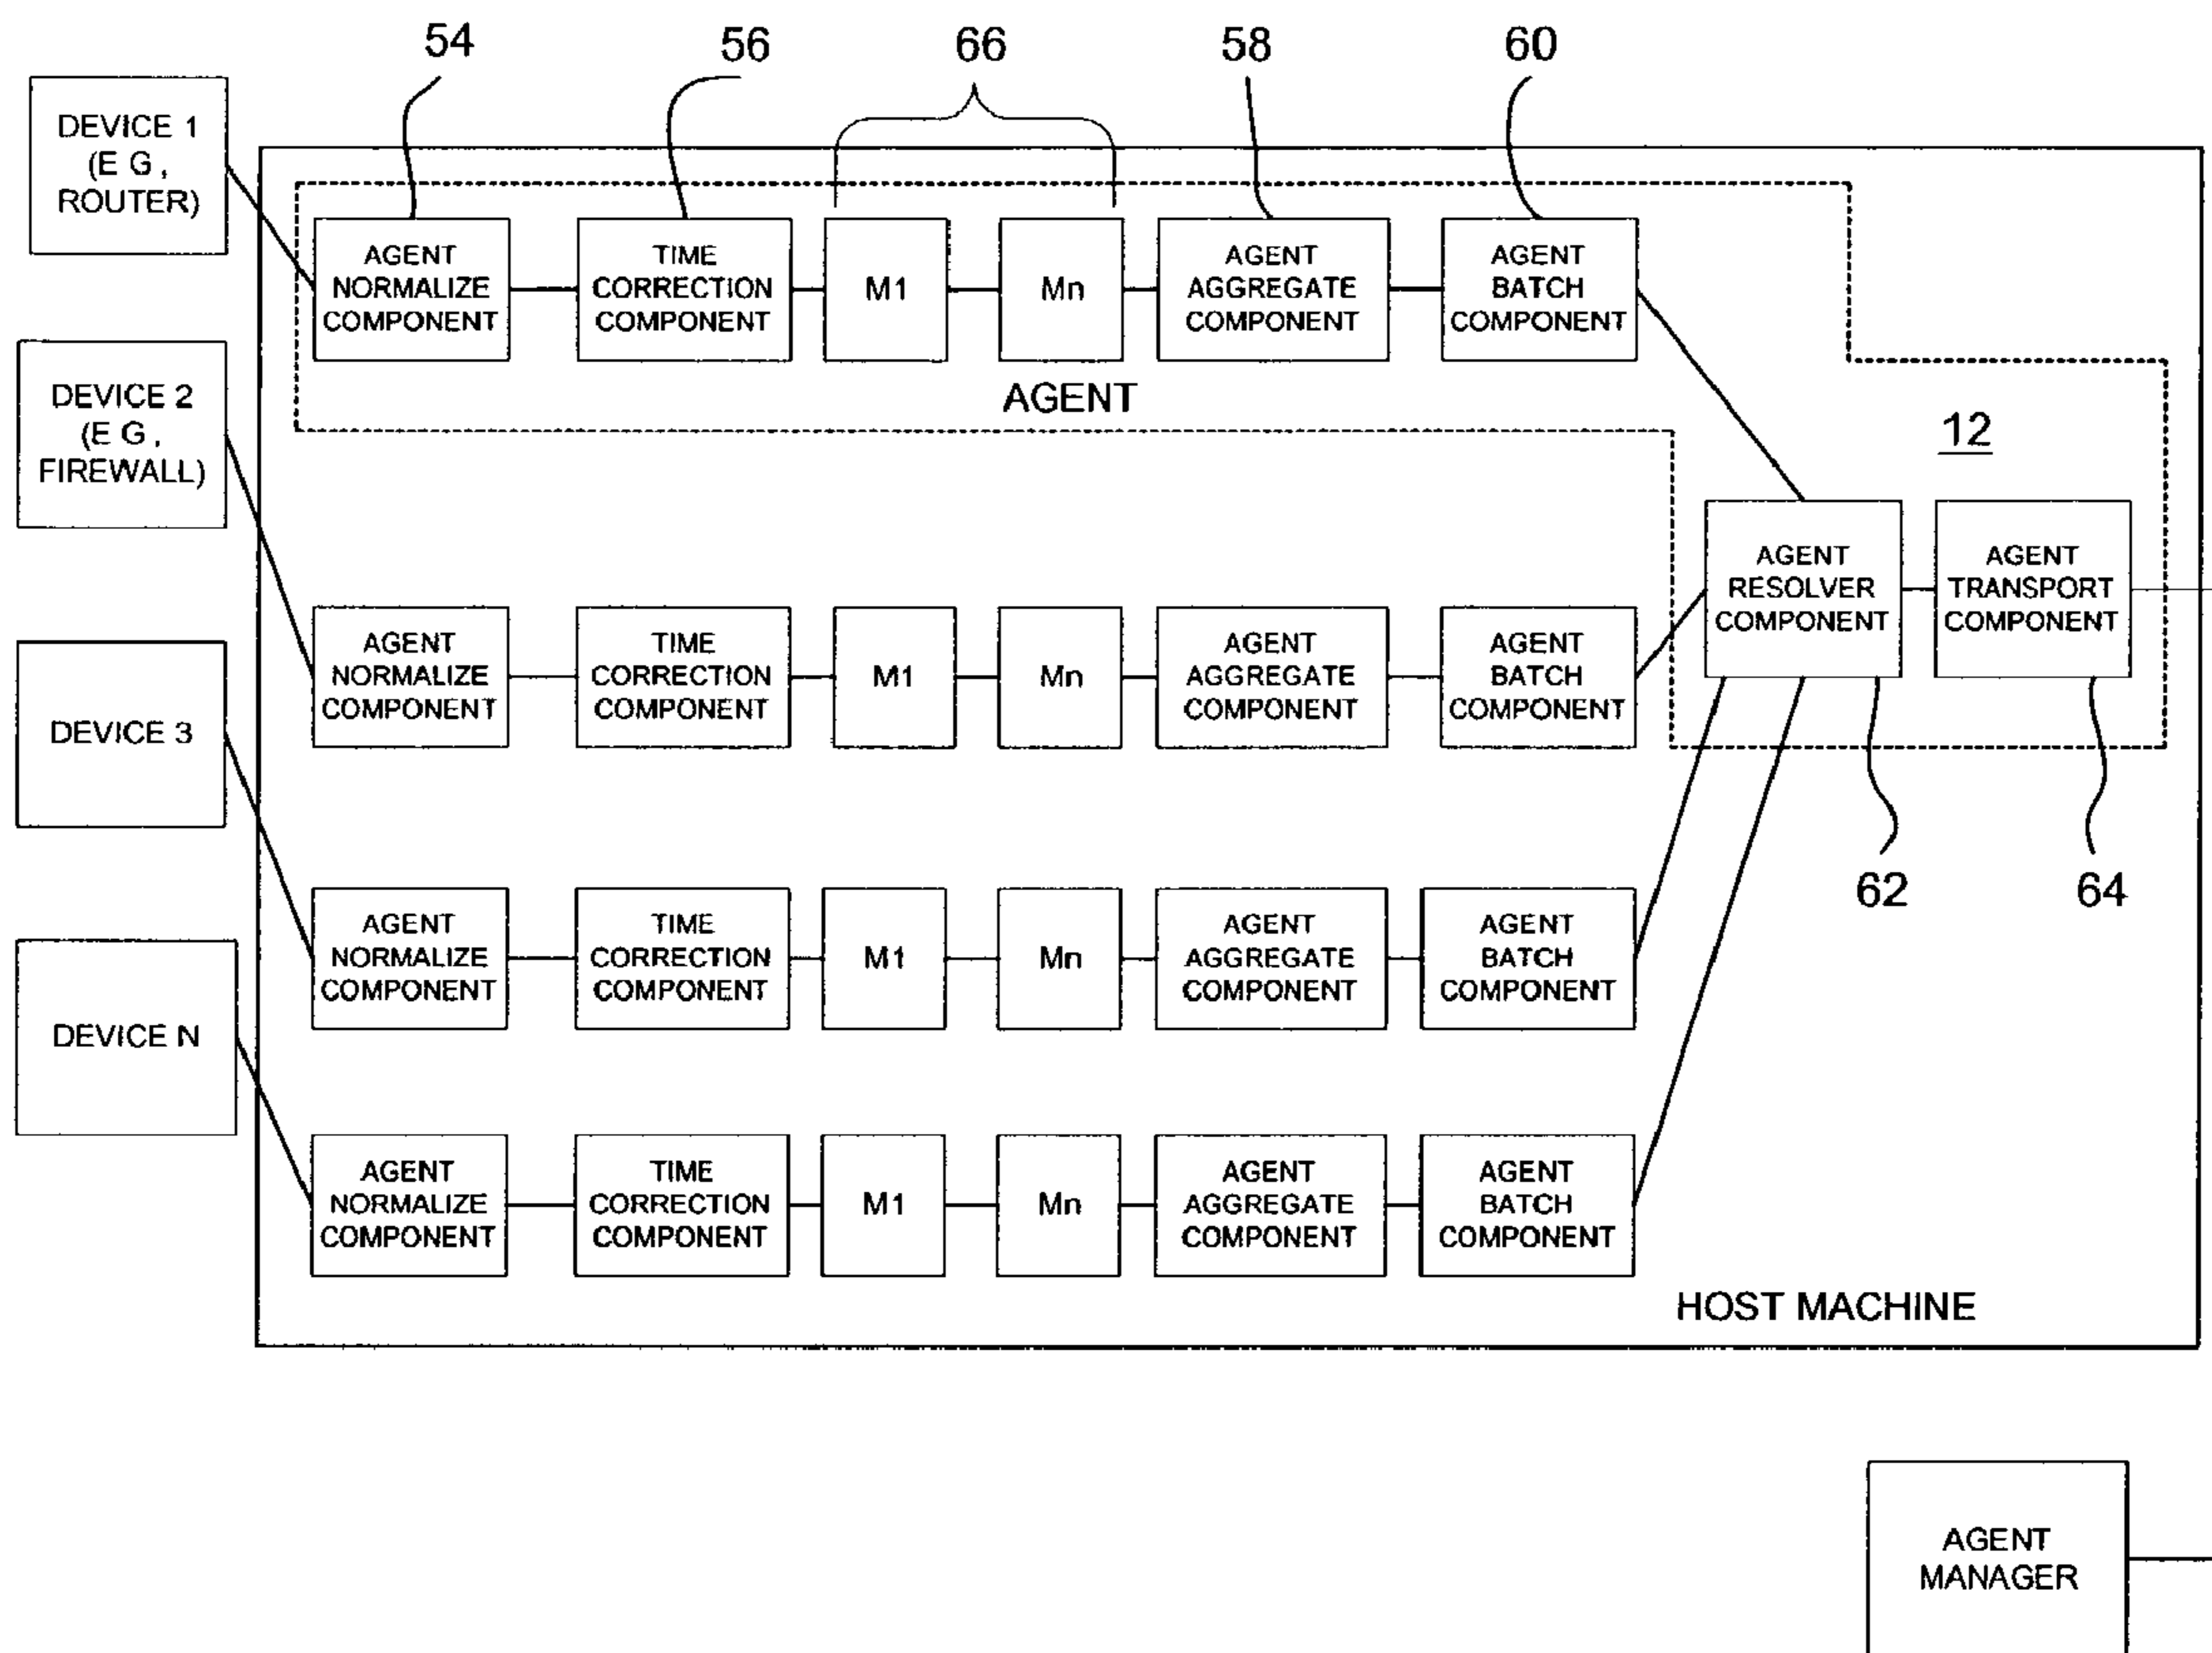 54
56
66
58
60
DEVICE 1
(E G ,
ROUTER)
AGENT
NORMALIZE
COMPONENT
TIME
CORRECTION
COMPONENT
M1
Mn
AGENT
AGGREGATE
COMPONENT
AGENT
BATCH
COMPONENT
AGENT
12
DEVICE 2
(E G ,
FIREWALL)
AGENT
NORMALIZE
COMPONENT
TIME
CORRECTION
COMPONENT
M1
Mn
AGENT
AGGREGATE
COMPONENT
AGENT
BATCH
COMPONENT
AGENT
RESOLVER
COMPONENT
AGENT
TRANSPORT
COMPONENT
62
64
DEVICE 3
AGENT
NORMALIZE
COMPONENT
TIME
CORRECTION
COMPONENT
M1
Mn
AGENT
AGGREGATE
COMPONENT
AGENT
BATCH
COMPONENT
DEVICE N
AGENT
NORMALIZE
COMPONENT
TIME
CORRECTION
COMPONENT
M1
Mn
AGENT
AGGREGATE
COMPONENT
AGENT
BATCH
COMPONENT
HOST MACHINE
AGENT
MANAGER